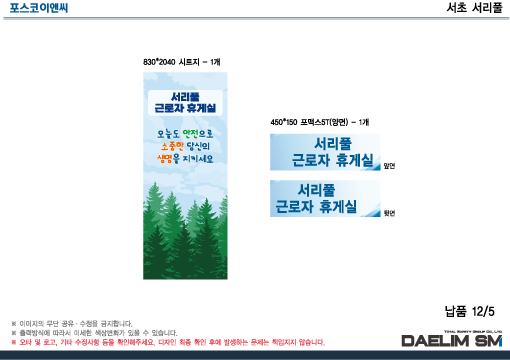 포스코이앤씨
서초 서리풀
830*2040 시트지 - 1개
서리풀
근로자 휴게실
오늘도 안전으로
소중한 당신의
생명을 지키세요
450*150 포맥스5T(양면) - 1개
서리풀
근로자 휴게실
앞면
서리풀
근로자 휴게실
뒷면
납품 12/5
※ 이미지의 무단 공유 · 수정을 금지합니다.
※ 출력방식에 따라서 미세한 색상변화가 있을 수 있습니다.
※ 오타 및 로고, 기타 수정사항 등을 확인해주세요. 디자인 최종 확인 후에 발생하는 문제는 책임지지 않습니다.
TOTAL SAFETY GROUP CO., LTD
DAELIM SM